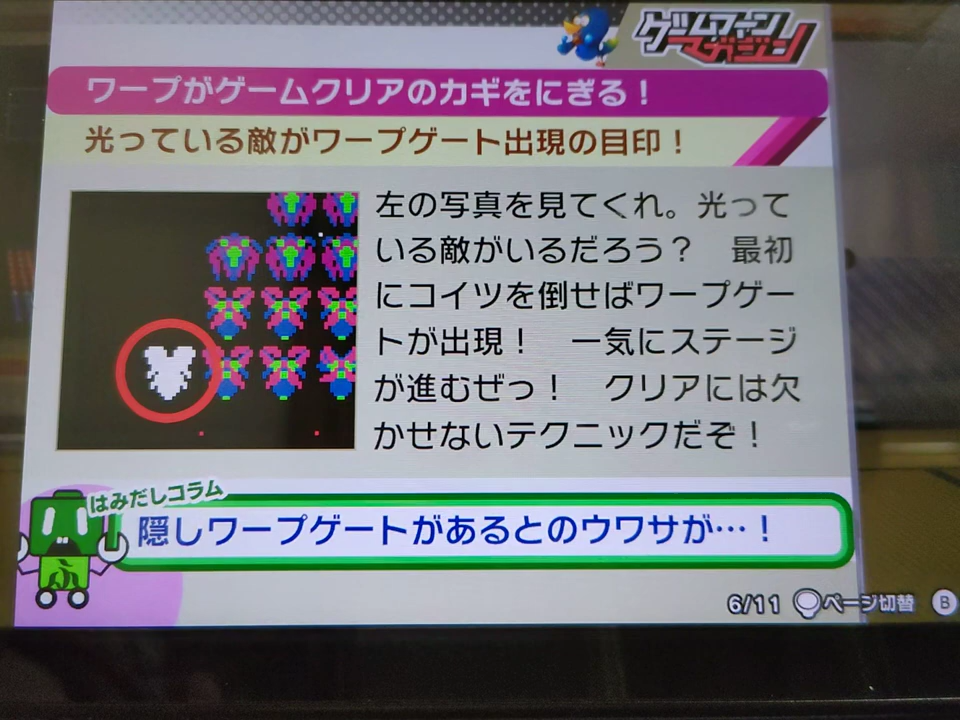 ゲームファン
マガジン
ワープがゲームクリアのカギをにぎる！
光っている敵がワープゲート出現の目印！
左の写真を見てくれ。光って
いる敵がいるだろう？　最初
にコイツを倒せばワープゲー
トが出現！　一気にステージ
が進むぜっ！　クリアには欠
かせないテクニックだぞ！
はみだしコラム
隠しワープゲートがあるとのウワサが…！
6/11 ページ切替 B